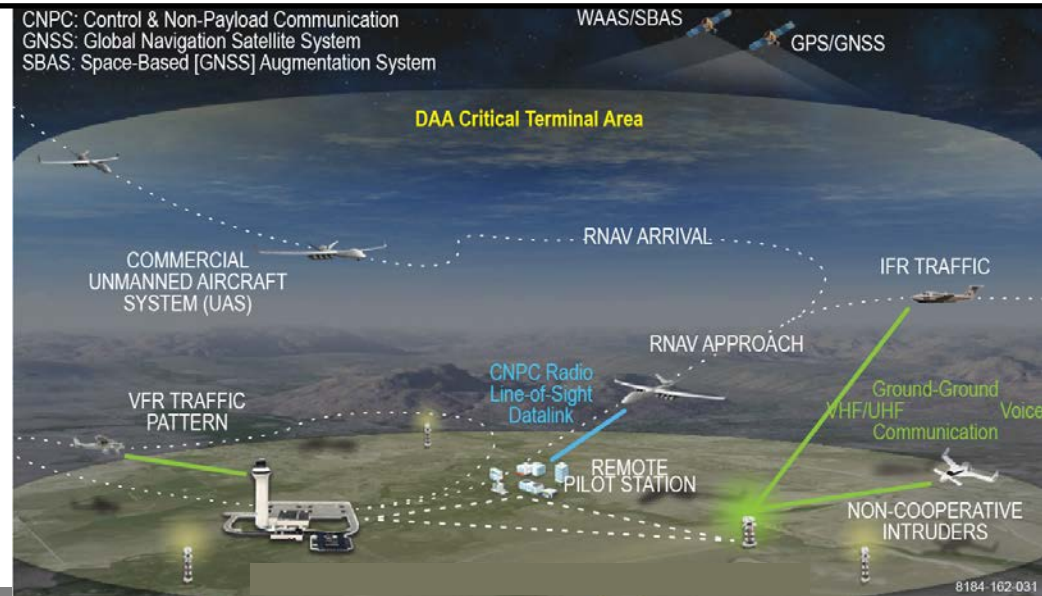 CNPC: Control & Non-Payload Communication
GNSS: Global Navigation Satellite System
SBAS: Space-Based [GNSS] Augmentation System
WAAS/SBAS
GPS/GNSS
DAA Critical Terminal Area
COMMERCIAL
UNMANNED AIRCRAFT
SYSTEM (UAS)
RNAV ARRIVAL
IFR TRAFFIC
RNAV APPROACH
CNPC Radio
Line-of-Sight
Datalink
VFR TRAFFIC
PATTERN
Ground-Ground
VHF/UHF Voice
Communication
REMOTE
PILOT STATION
NON-COOPERATIVE
INTRUDERS
8184-162-031